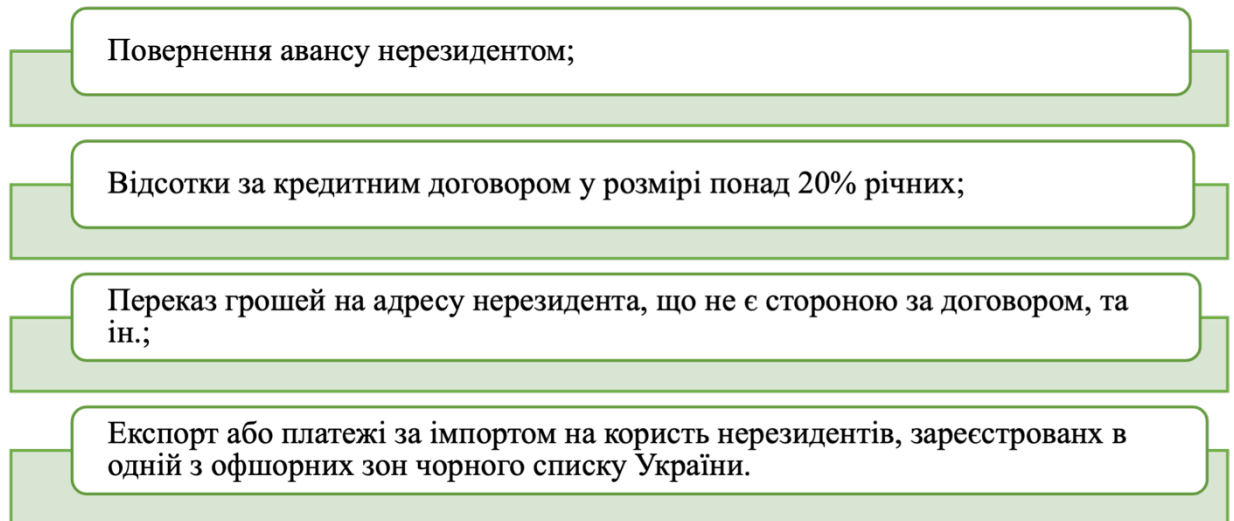 Повернення авансу нерезидентом;
Відсотки за кредитним договором у розмірі понад 20% річних;
Переказ грошей на адресу нерезидента, що не є стороною за договором, та
ін.;
Експорт або платежі за імпортом на користь нерезидентів, зареєстрованх в
одній з офшорних зон чорного списку України.